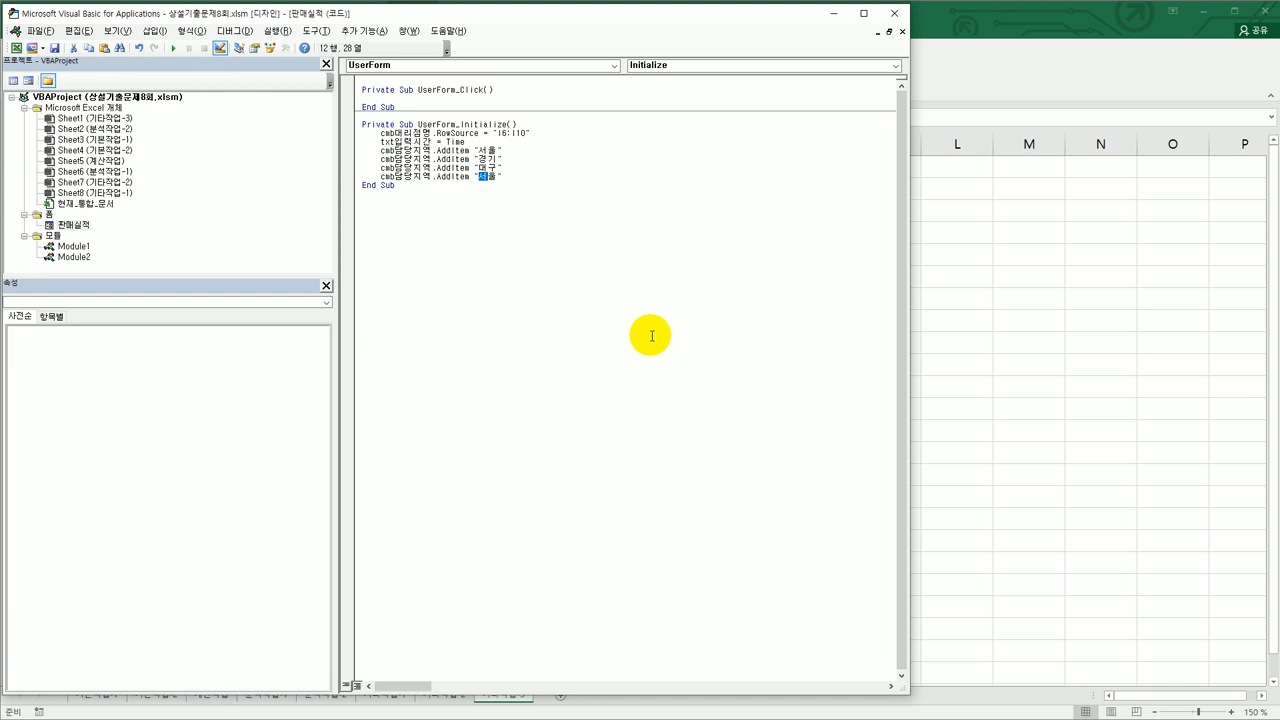 Microsoft Visual Basic for Applications - 상설기출문제8회.xlsm [디자인] - [판매실적 (코드)]
공유
파일(F) 편집(E) 보기(V) 삽입(I) 형식(O) 디버그(D) 실행(R) 도구(T) 추가 기능(A) 창(W) 도움말(H)
12 행, 28 열
프로젝트 - VBAProject
UserForm
Initialize
VBAProject (상설기출문제8회.xlsm)
Microsoft Excel 개체
Sheet1 (기타작업-3)
Sheet2 (분석작업-2)
Sheet3 (기본작업-1)
Sheet4 (기본작업-2)
Sheet5 (계산작업)
Sheet6 (분석작업-1)
Sheet7 (기타작업-2)
Sheet8 (기타작업-1)
현재_통합_문서
폼
판매실적
모듈
Module1
Module2
속성
사전순 항목별
Private Sub UserForm_Click()
End Sub
Private Sub UserForm_Initialize()
cmb대리점명.RowSource = "I6:I10"
txt입력시간 = Time
cmb담당지역.AddItem "서울"
cmb담당지역.AddItem "경기"
cmb담당지역.AddItem "대구"
cmb담당지역.AddItem "서울"
End Sub
L M N O P
준비
150 %